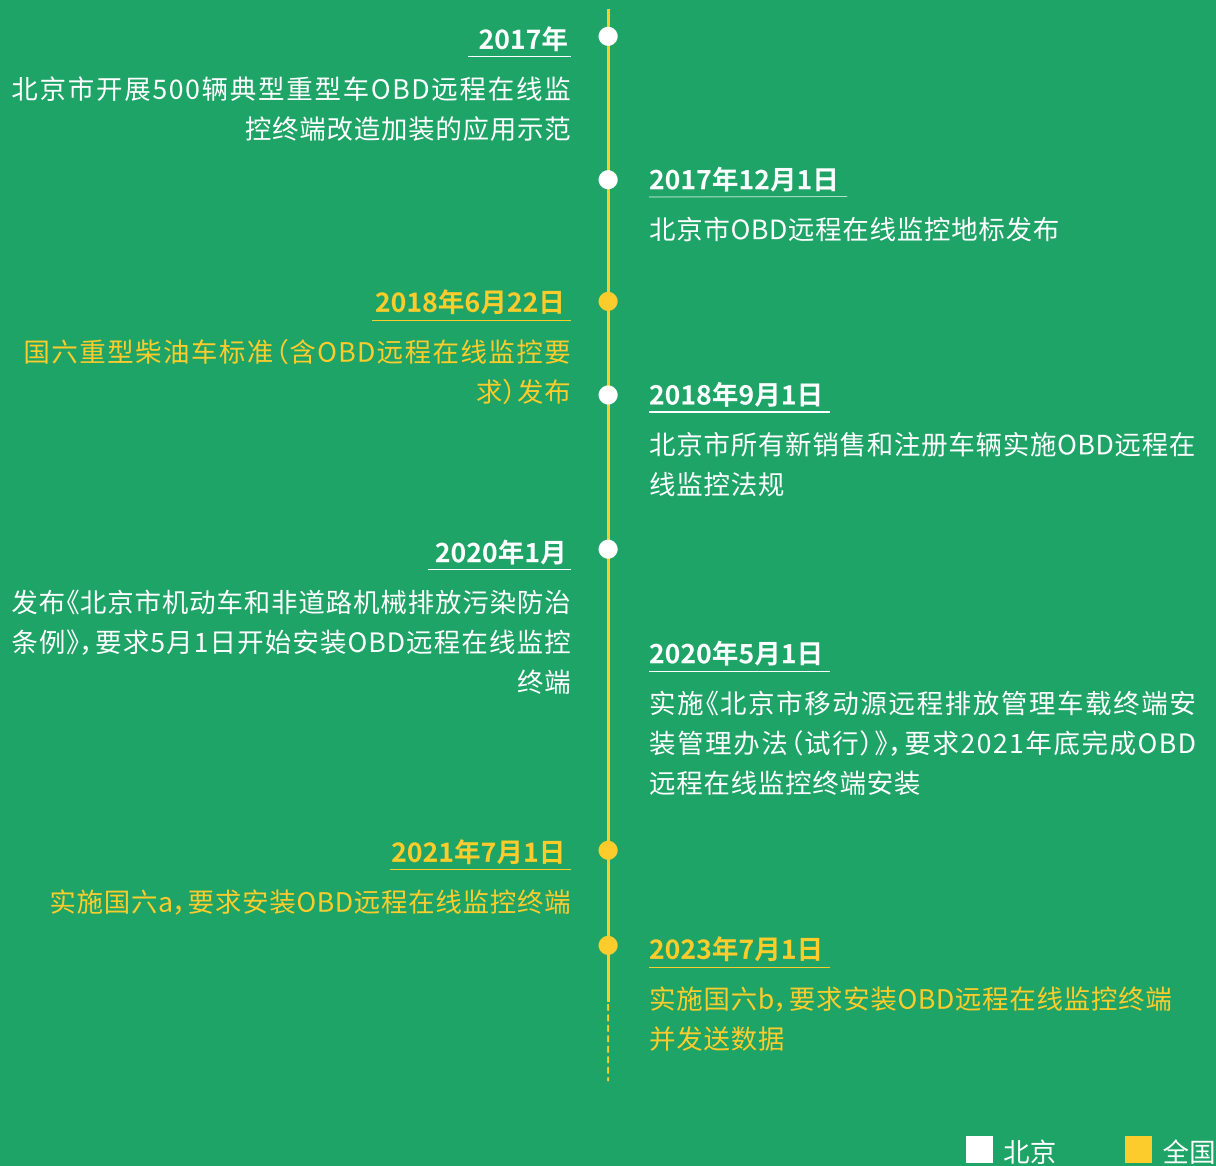 2017年
北京市开展500辆典型重型车OBD远程在线监
控终端改造加装的应用示范
2017年12月1日
北京市OBD远程在线监控地标发布
2018年6月22日
国六重型柴油车标准（含OBD远程在线监控要
求）发布
2018年9月1日
北京市所有新销售和注册车辆实施OBD远程在
线监控法规
2020年1月
发布《北京市机动车和非道路机械排放污染防治
条例》，要求5月1日开始安装OBD远程在线监控
终端
2020年5月1日
实施《北京市移动源远程排放管理车载终端安
装管理办法（试行）》，要求2021年底完成OBD
远程在线监控终端安装
2021年7月1日
实施国六a，要求安装OBD远程在线监控终端
2023年7月1日
实施国六b，要求安装OBD远程在线监控终端
并发送数据
北京
全国